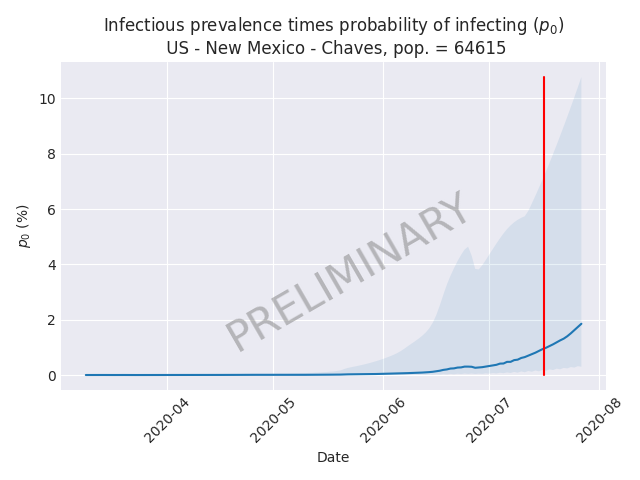 Infectious prevalence times probability of infecting (p₀)
US - New Mexico - Chaves, pop. = 64615
p₀ (%)
10
8
6
4
2
0
PRELIMINARY
2020-04
2020-05
2020-06
2020-07
2020-08
Date